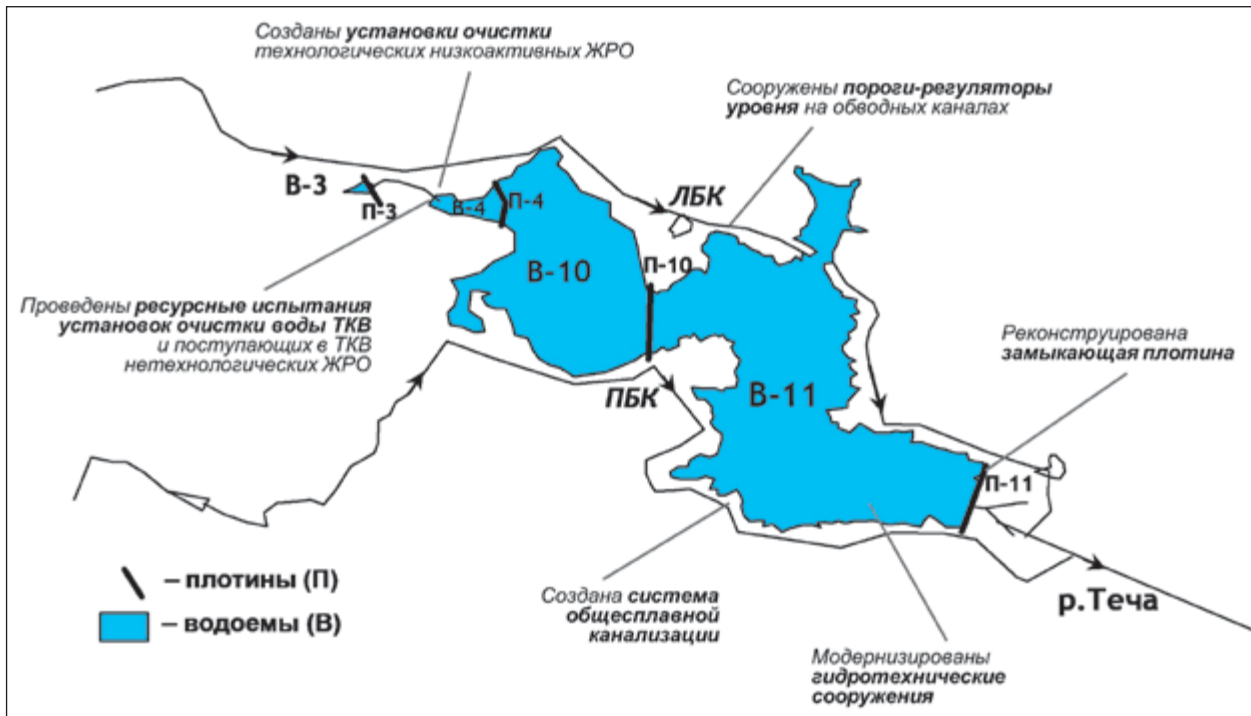 Созданы установки очистки
технологических низкоактивных ЖРО
Сооружены пороги-регуляторы
уровня на обводных каналах
В-3
П-3
В-4
П-4
ЛБК
В-10
П-10
Проведены ресурсные испытания
установок очистки воды ТКВ
и поступающих в ТКВ
нетехнологических ЖРО
Реконструирована
замыкающая плотина
ПБК
В-11
П-11
– плотины (П)
– водоемы (В)
Создана система
общесплавной
канализации
р.Теча
Модернизированы
гидротехнические
сооружения